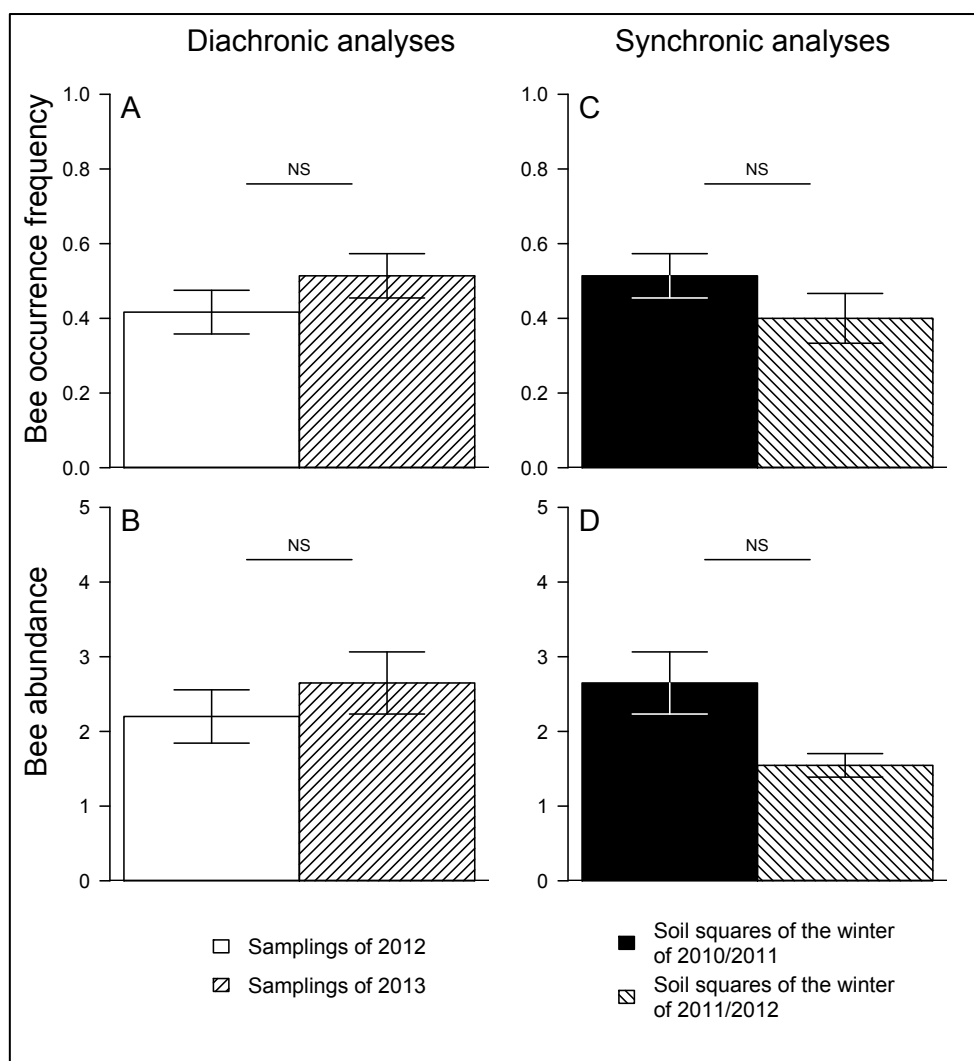 Diachronic analyses
Synchronic analyses
Bee occurrence frequency
A
1.0
0.8
0.6
0.4
0.2
0.0
NS
C
1.0
0.8
0.6
0.4
0.2
0.0
NS
Bee abundance
B
5
4
3
2
1
0
NS
D
5
4
3
2
1
0
NS
Samplings of 2012
Samplings of 2013
Soil squares of the winter
of 2010/2011
Soil squares of the winter
of 2011/2012